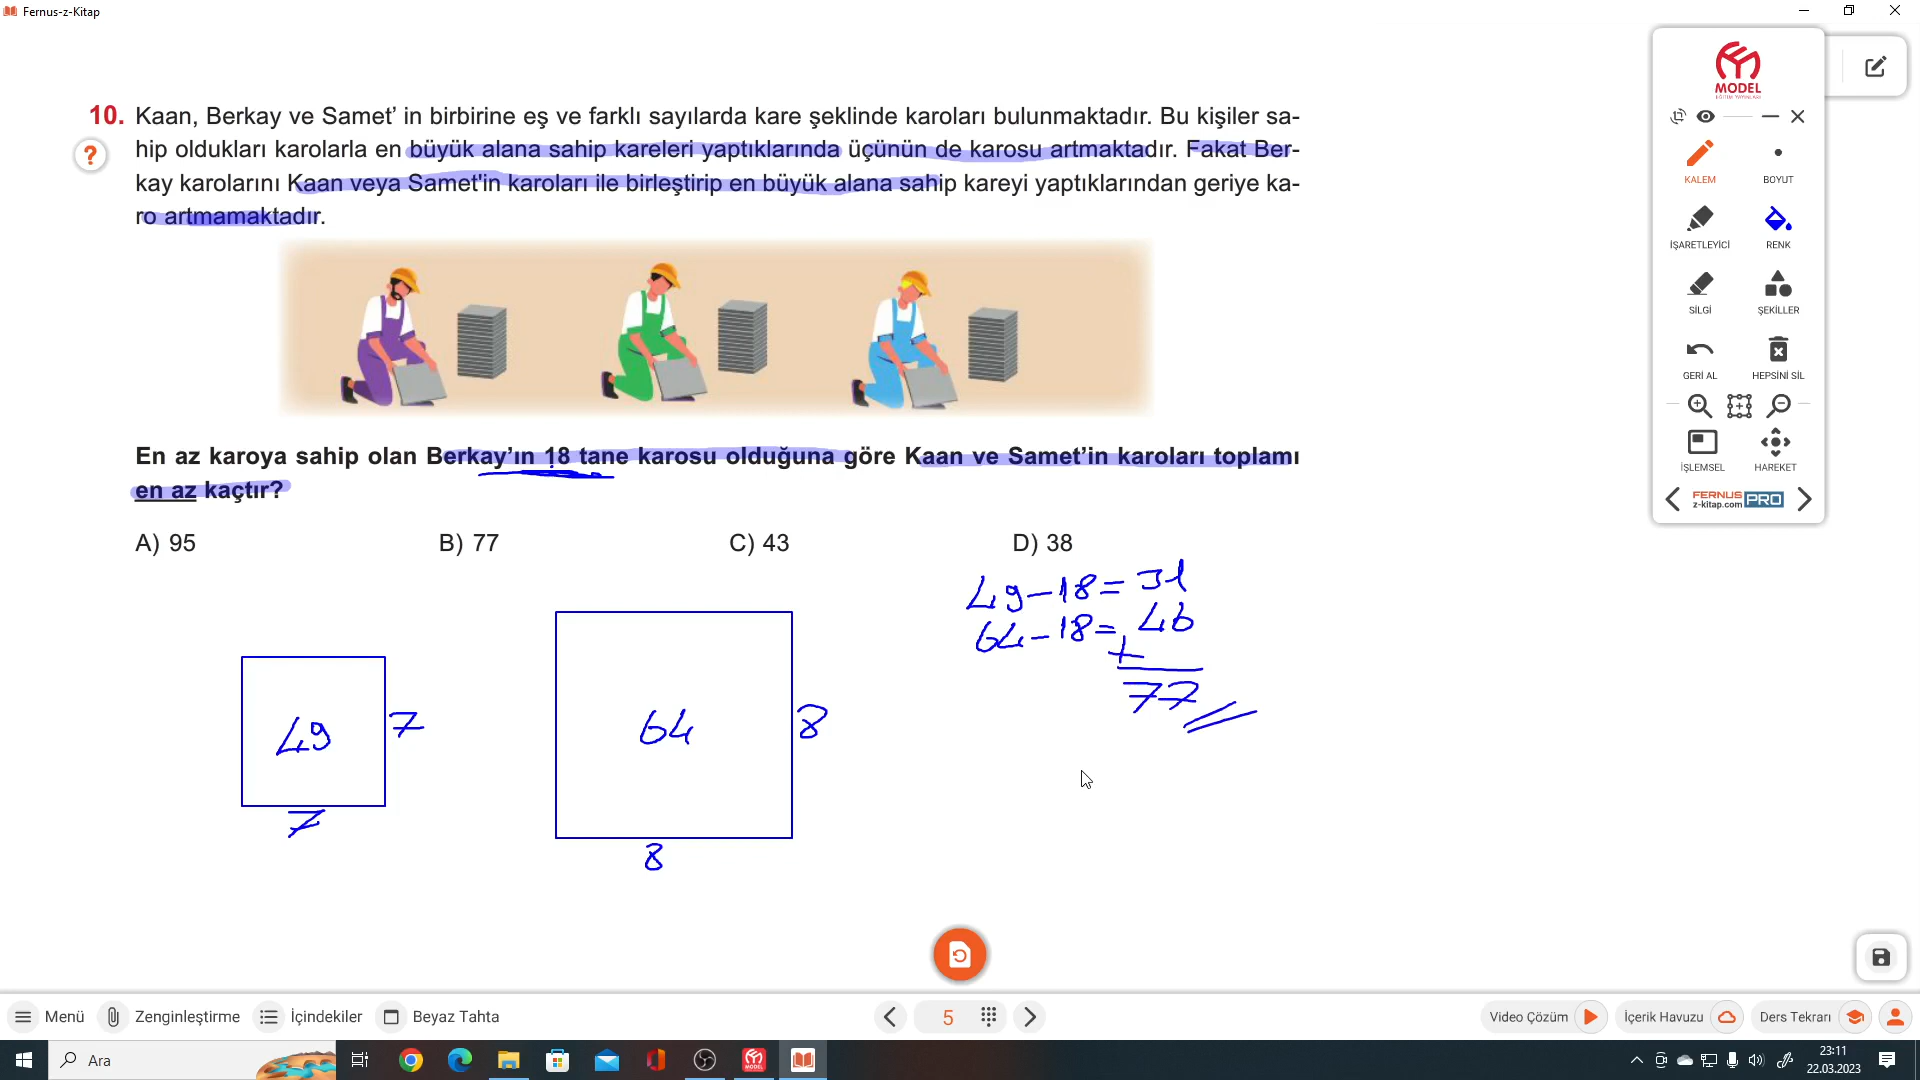 Fernus-z-Kitap
MODEL
EĞİTİM YAYINLARI
10. Kaan, Berkay ve Samet’ in birbirine eş ve farklı sayılarda kare şeklinde karoları bulunmaktadır. Bu kişiler sa-
hip oldukları karolarla en büyük alana sahip kareleri yaptıklarında üçünün de karosu artmaktadır. Fakat Ber-
kay karolarını Kaan veya Samet'in karoları ile birleştirip en büyük alana sahip kareyi yaptıklarından geriye ka-
ro artmamaktadır.
?
En az karoya sahip olan Berkay’ın 18 tane karosu olduğuna göre Kaan ve Samet’in karoları toplamı
en az kaçtır?
A) 95 B) 77 C) 43 D) 38
49-18=31
64-18=46
+
77
49 7
7
64 8
8
KALEM BOYUT
İŞARETLEYİCİ RENK
SİLGİ ŞEKİLLER
GERİ AL HEPSİNİ SİL
İŞLEMSEL HAREKET
FERNUS PRO
z-kitap.com
Menü Zenginleştirme İçindekiler Beyaz Tahta 5 Video Çözüm İçerik Havuzu Ders Tekrarı
Ara MODEL 23:11
22.03.2023